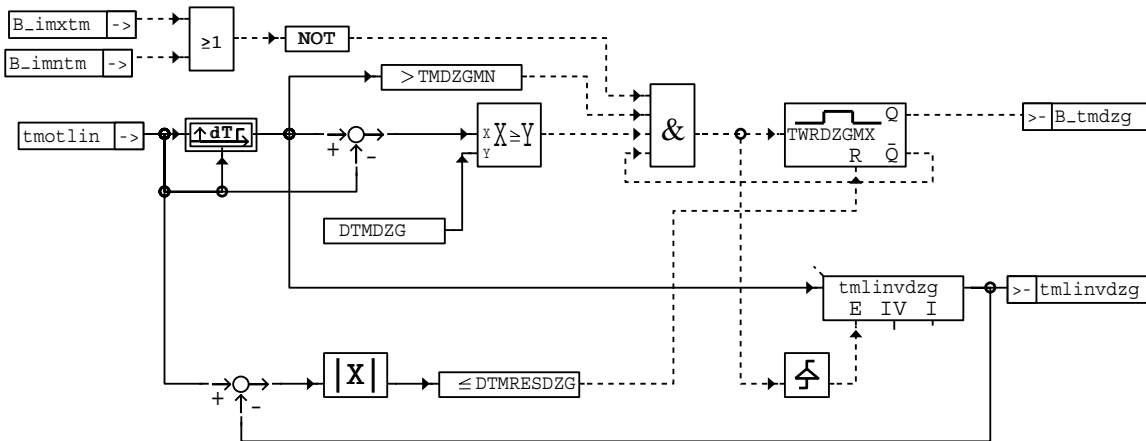 B_imxtm ->
B_imntm ->
≥1
NOT
> TMDZGMN
tmotlin ->
dT
+
-
X
Y
X≥Y
&
Q
TWRDZGMX
R Q̄
>- B_tmdzg
DTMDZG
tmlinvdzg
E IV I
>- tmlinvdzg
+
-
|X|
≤ DTMRESDZG